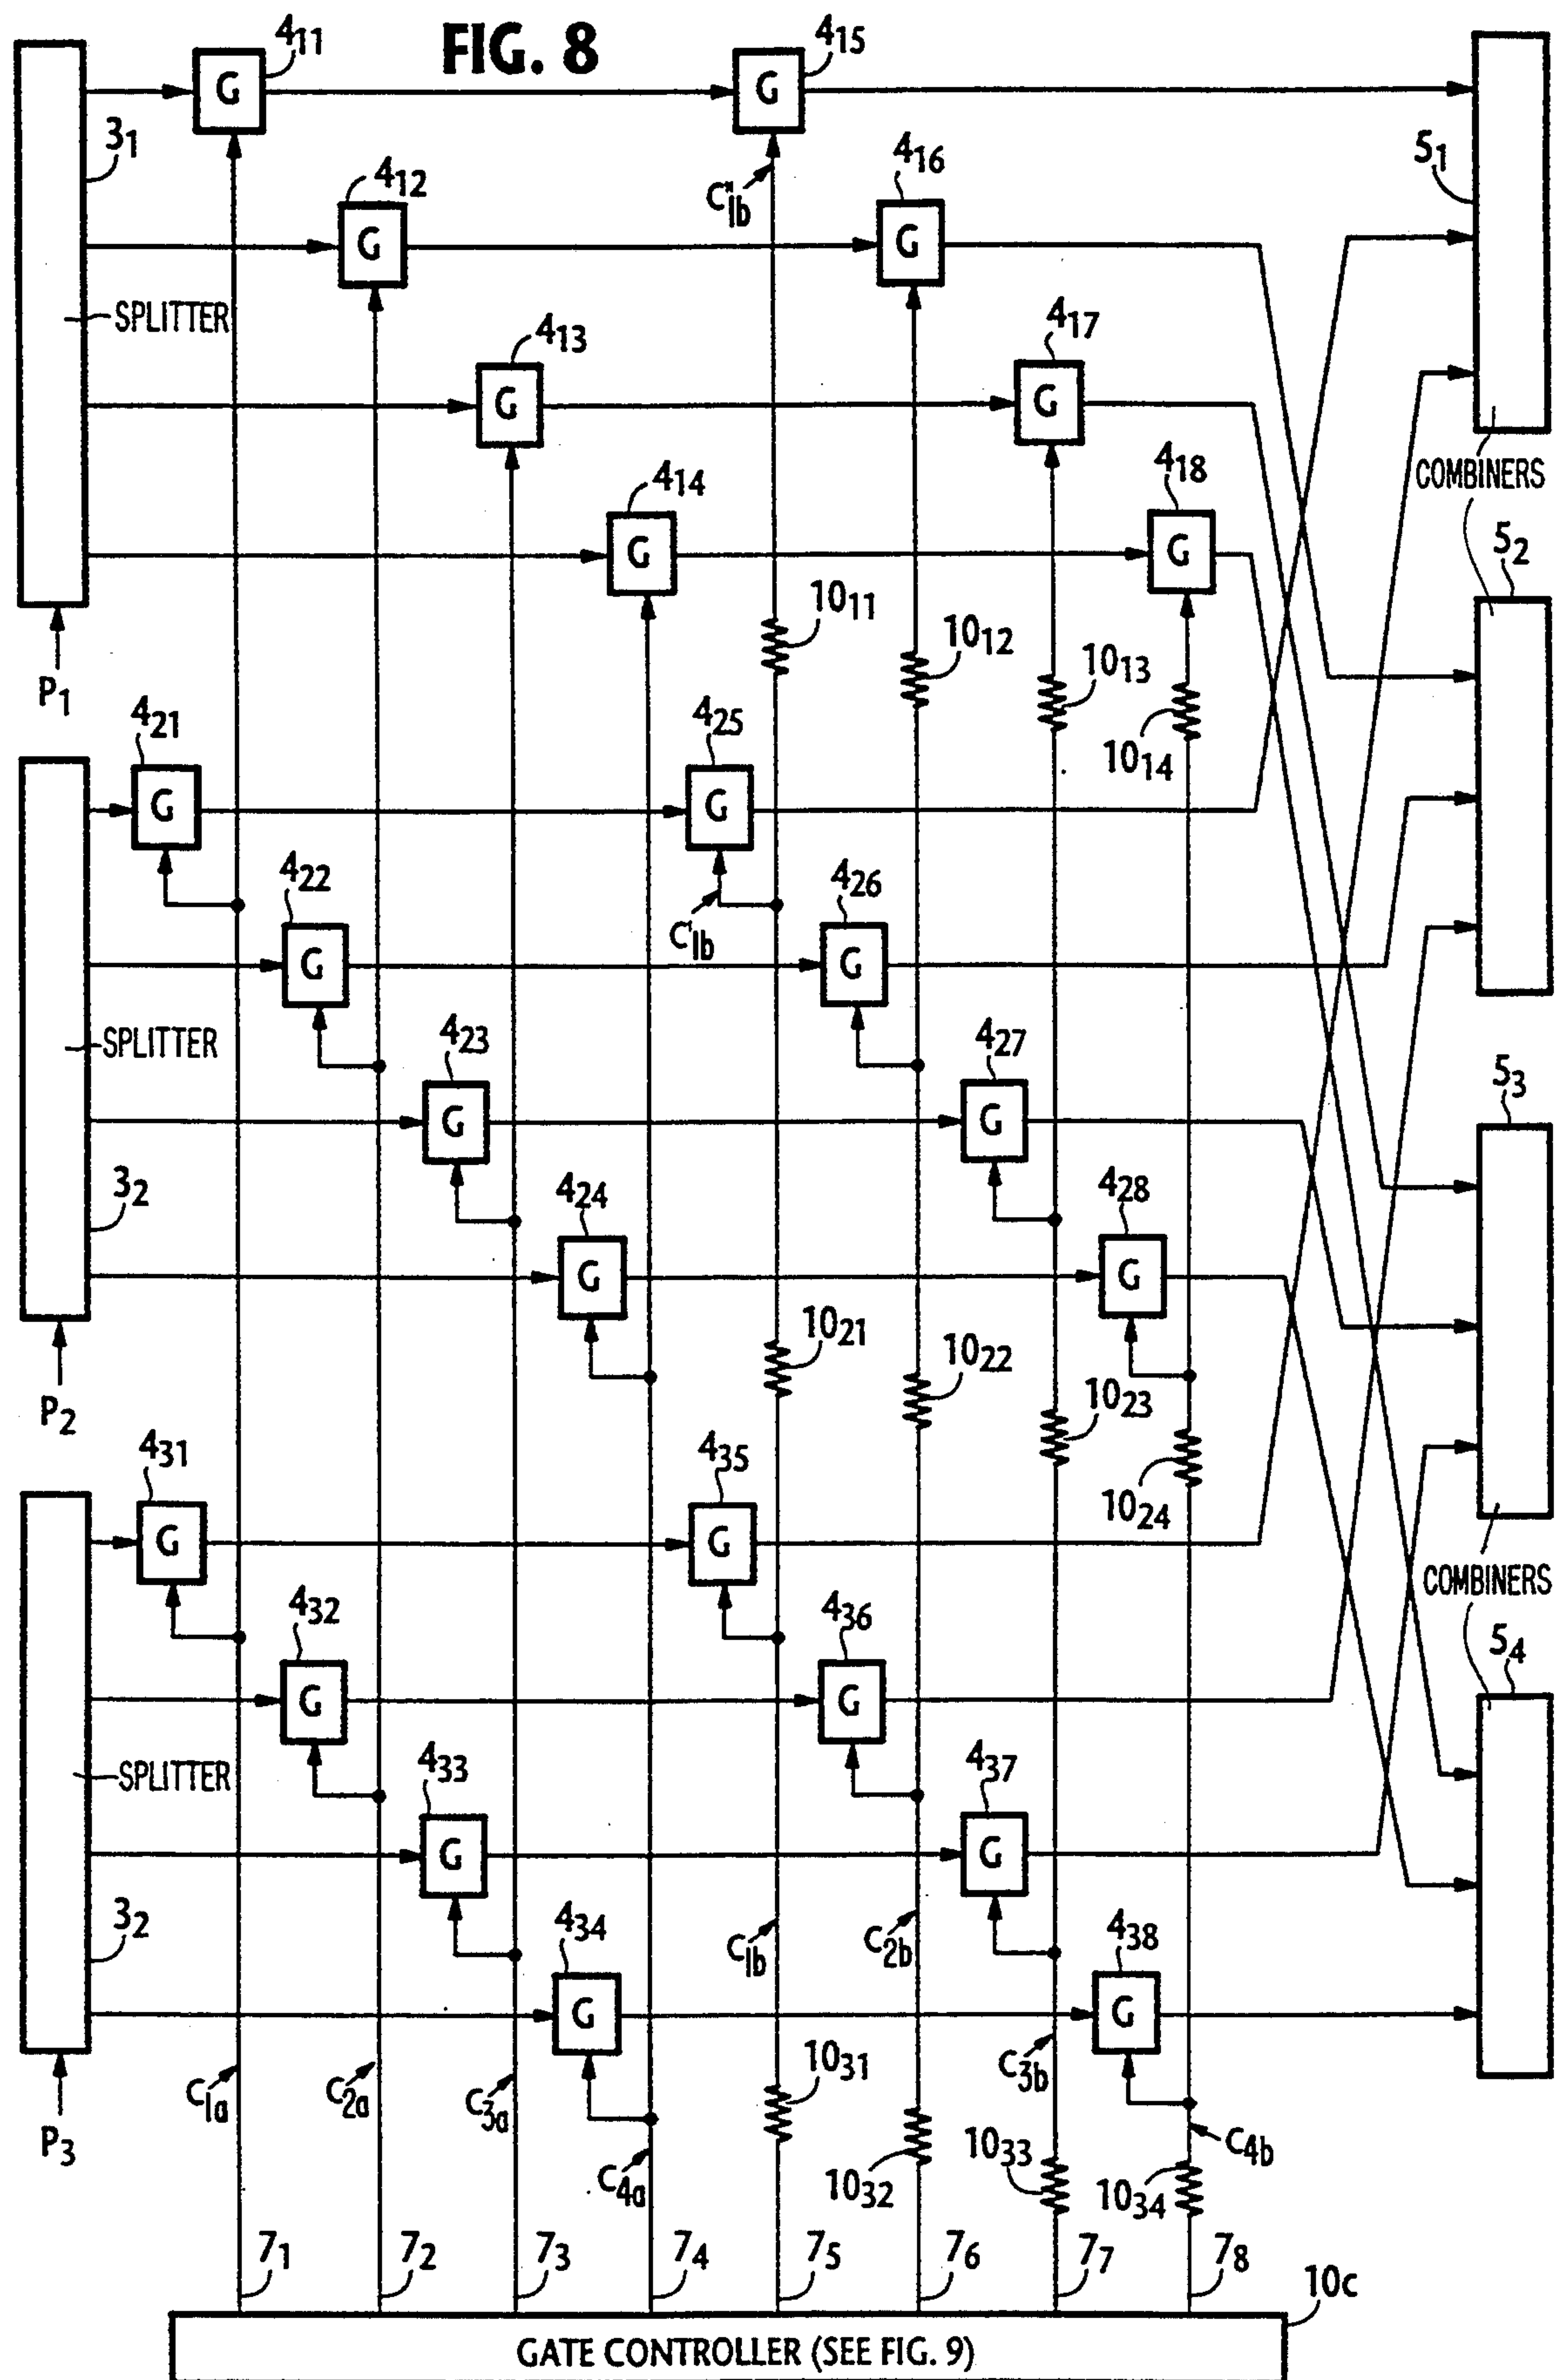 FIG. 8
4₁₁
4₁₅
G
G
3₁
5₁
4₁₂
4₁₆
C"₁b
G
G
SPLITTER
4₁₃
4₁₇
G
G
COMBINERS
4₁₄
4₁₈
G
G
5₂
10₁₁
10₁₂
10₁₃
10₁₄
P₁
4₂₁
4₂₅
G
G
C'₁b
4₂₂
4₂₆
G
G
SPLITTER
4₂₃
4₂₇
G
G
5₃
3₂
4₂₄
4₂₈
G
G
10₂₁
10₂₂
10₂₃
10₂₄
P₂
4₃₁
4₃₅
G
G
COMBINERS
4₃₂
4₃₆
G
G
5₄
SPLITTER
4₃₃
4₃₇
G
G
3₂
4₃₄
C₁b
C₂b
4₃₈
G
G
C₁a
C₂a
C₃a
C₃b
10₃₁
P₃
C₄a
10₃₂
10₃₃
10₃₄
C₄b
7₁
7₂
7₃
7₄
7₅
7₆
7₇
7₈
10c
GATE CONTROLLER (SEE FIG. 9)